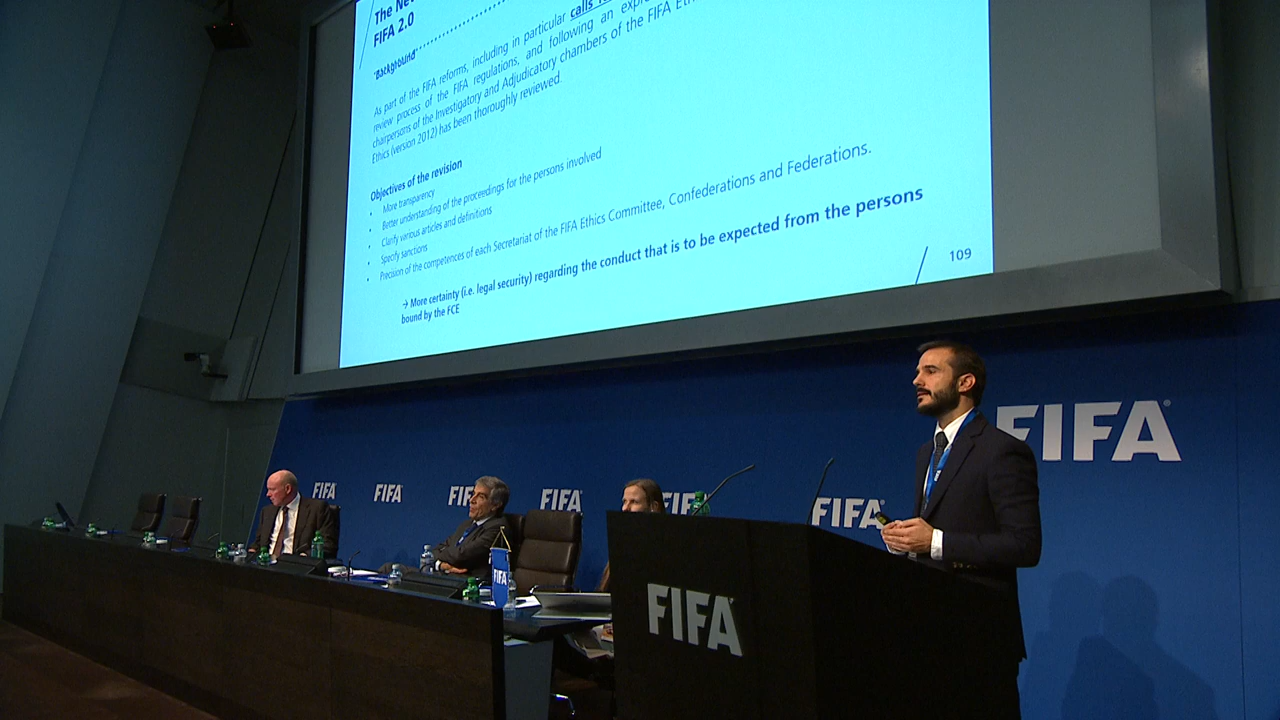 The Ne
FIFA 2.0
"Background"
As part of the FIFA reforms, including in particular calls
review process of the FIFA regulations, and following an
chairpersons of the Investigatory and Adjudicatory chambers of the FIFA
Ethics (version 2012) has been thoroughly reviewed.
Objectives of the revision
• More transparency
• Better understanding of the proceedings for the persons involved
• Clarify various articles and definitions
• Specify sanctions
• Precision of the competences of each Secretariat of the FIFA Ethics Committee, Confederations and Federations.
→ More certainty (i.e. legal security) regarding the conduct that is to be expected from the persons
bound by the FCE
109
FIFA
FIFA
FIFA
FIFA
FIFA
FIFA
FIFA
FIFA
FIFA